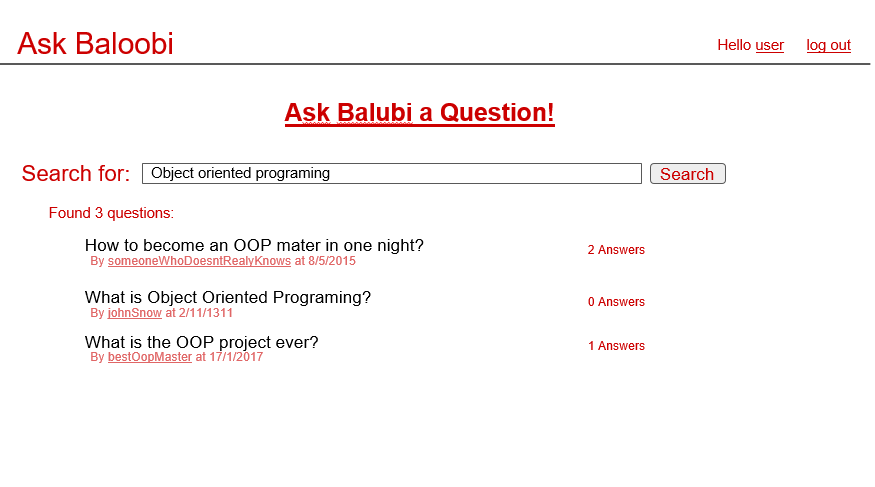 Ask Baloobi
Hello user log out
Ask Balubi a Question!
Search for: Object oriented programing Search
Found 3 questions:
How to become an OOP mater in one night?
2 Answers
By someoneWhoDoesntRealyKnows at 8/5/2015
What is Object Oriented Programing?
0 Answers
By johnSnow at 2/11/1311
What is the OOP project ever?
1 Answers
By bestOopMaster at 17/1/2017